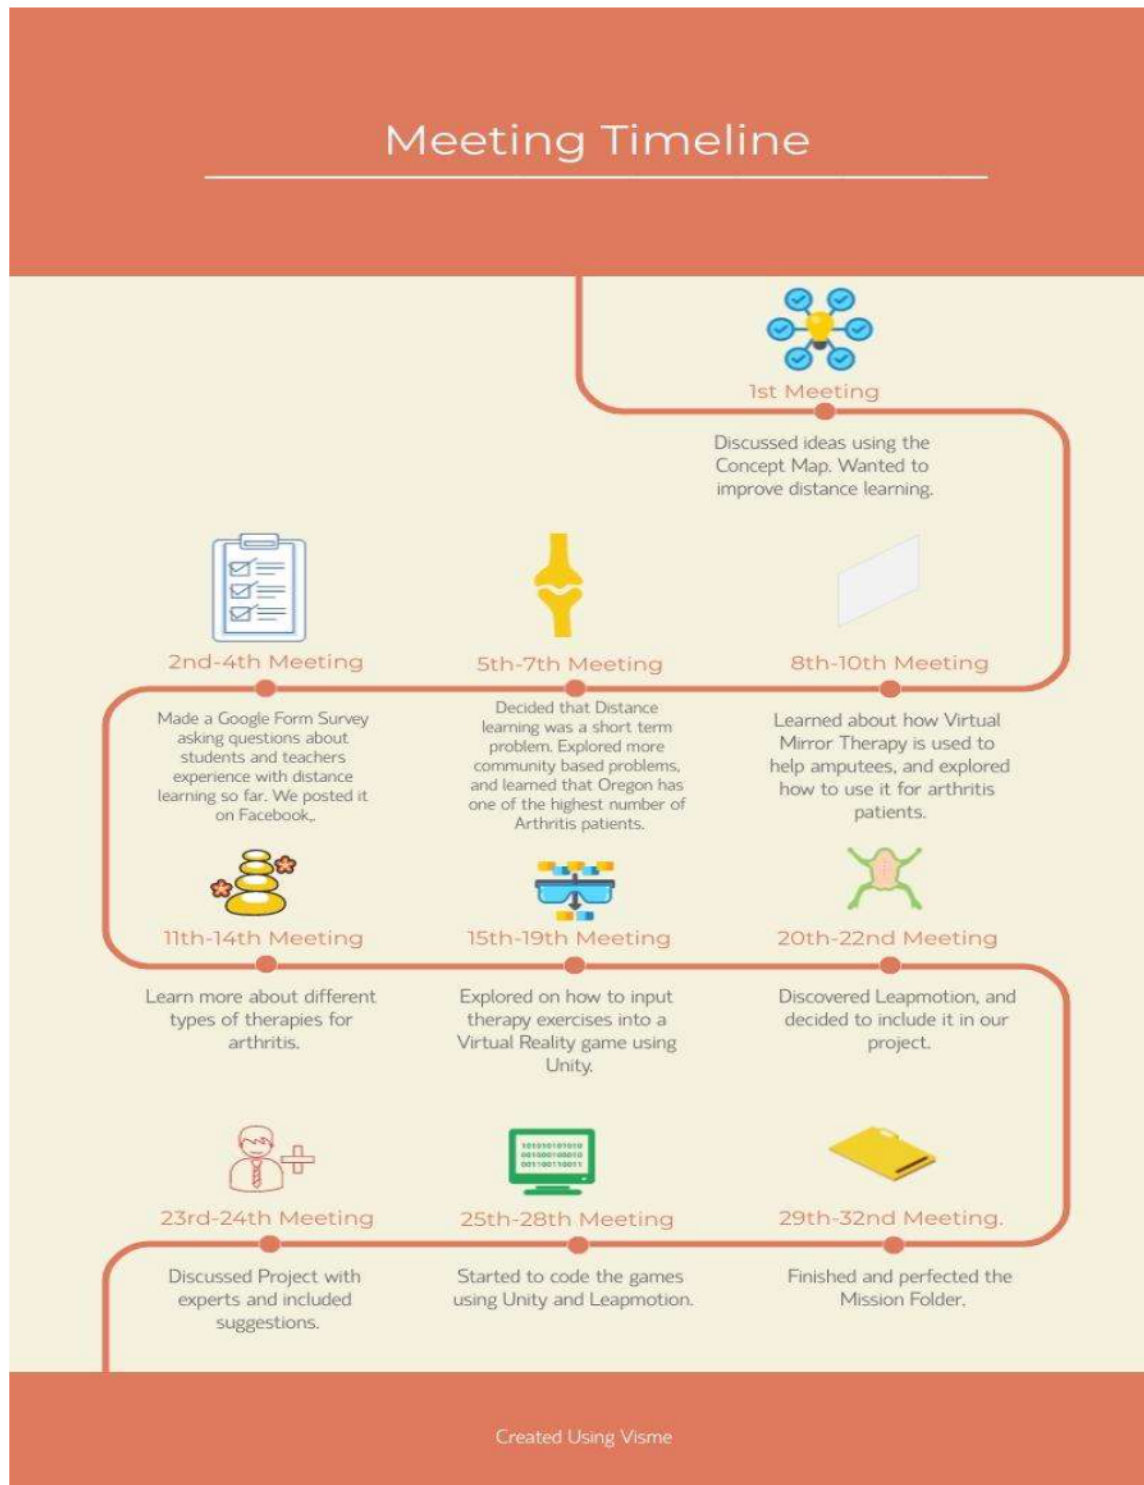 Meeting Timeline
1st Meeting
Discussed ideas using the
Concept Map. Wanted to
improve distance learning.
2nd-4th Meeting
Made a Google Form Survey
asking questions about
students and teachers
experience with distance
learning so far. We posted it
on Facebook,.
5th-7th Meeting
Decided that Distance
learning was a short term
problem. Explored more
community based problems,
and learned that Oregon has
one of the highest number of
Arthritis patients.
8th-10th Meeting
Learned about how Virtual
Mirror Therapy is used to
help amputees, and explored
how to use it for arthritis
patients.
11th-14th Meeting
Learn more about different
types of therapies for
arthritis.
15th-19th Meeting
Explored on how to input
therapy exercises into a
Virtual Reality game using
Unity.
20th-22nd Meeting
Discovered Leapmotion, and
decided to include it in our
project.
23rd-24th Meeting
Discussed Project with
experts and included
suggestions.
101010101010
001000100010
001100110011
25th-28th Meeting
Started to code the games
using Unity and Leapmotion.
29th-32nd Meeting.
Finished and perfected the
Mission Folder.
Created Using Visme